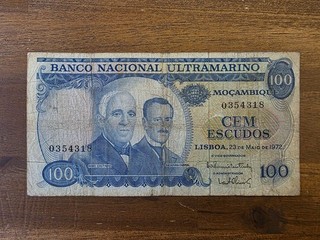 BANCO NACIONAL ULTRAMARINO
100
MOÇAMBIQUE
0354318
CEM
ESCUDOS
0354318
LISBOA, 23 DE MAIO DE 1972
100
100